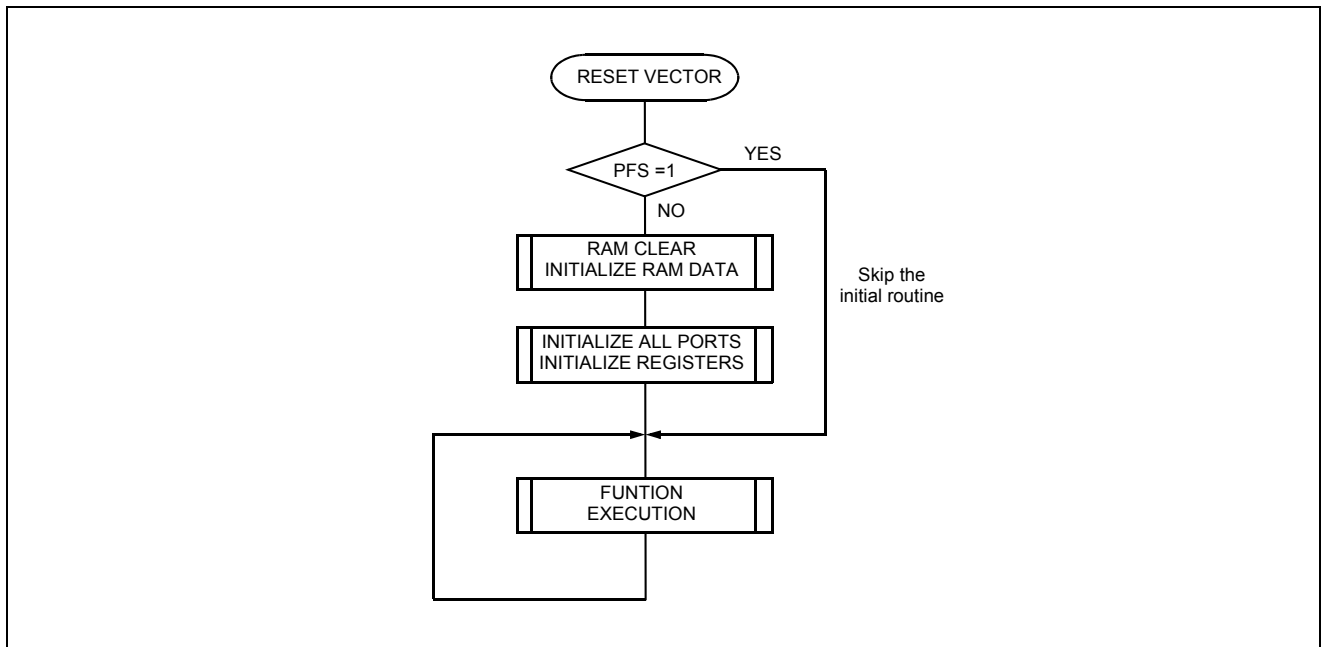 RESET VECTOR
PFS =1
YES
NO
RAM CLEAR
INITIALIZE RAM DATA
Skip the
initial routine
INITIALIZE ALL PORTS
INITIALIZE REGISTERS
FUNTION
EXECUTION